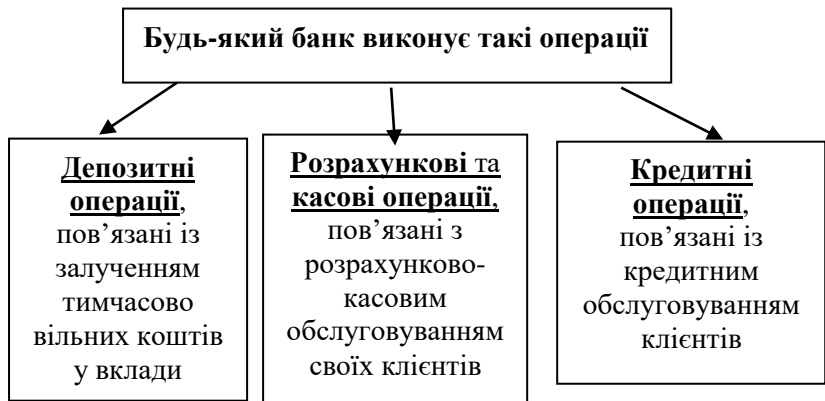 Будь-який банк виконує такі операції
Депозитні
операції,
пов’язані із
залученням
тимчасово
вільних коштів
у вклади
Розрахункові та
касові операції,
пов’язані з
розрахунково-
касовим
обслуговуванням
своїх клієнтів
Кредитні
операції,
пов’язані із
кредитним
обслуговуванням
клієнтів